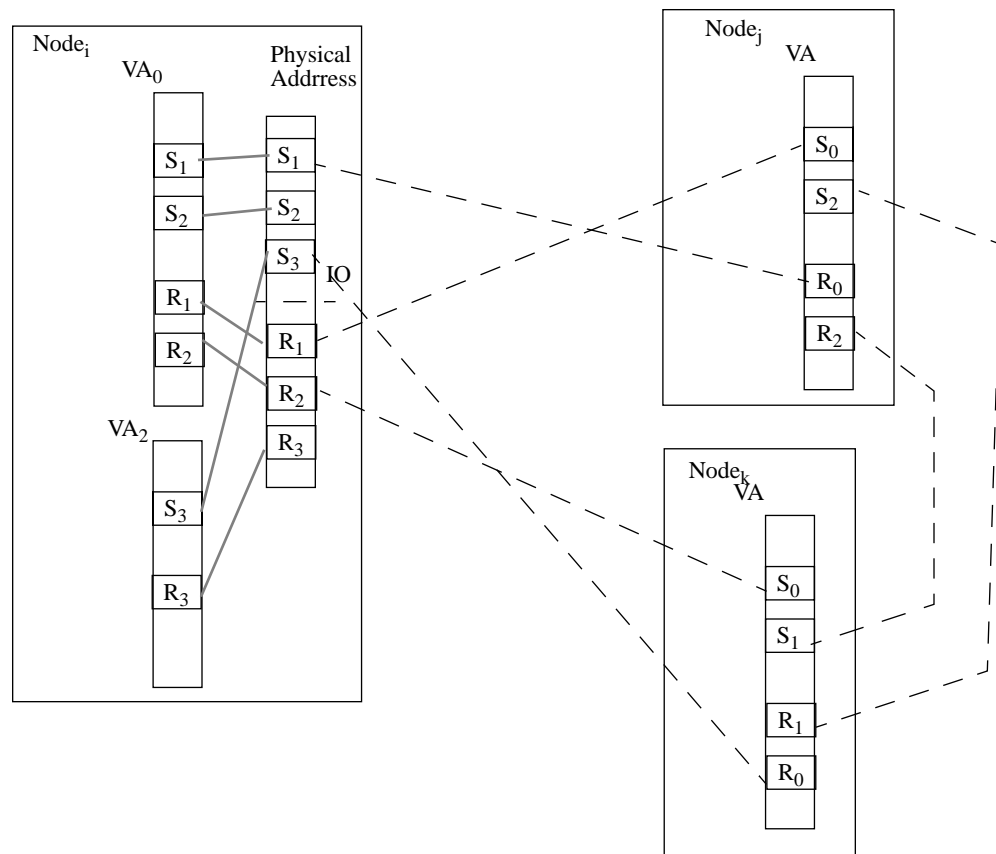 Node_i
VA_0
Physical
Addrress
S_1
S_2
R_1
R_2
S_1
S_2
S_3
IO
R_1
R_2
R_3
VA_2
S_3
R_3
Node_j
VA
S_0
S_2
R_0
R_2
Node_k
VA
S_0
S_1
R_1
R_0